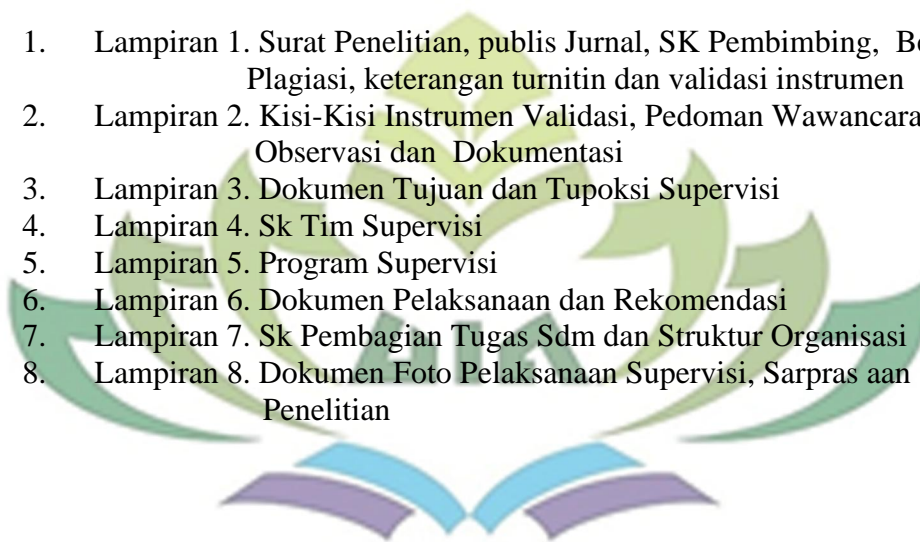 1. Lampiran 1. Surat Penelitian, publis Jurnal, SK Pembimbing,
Plagiasi, keterangan turnitin dan validasi instrumen
2. Lampiran 2. Kisi-Kisi Instrumen Validasi, Pedoman Wawancara
Observasi dan Dokumentasi
3. Lampiran 3. Dokumen Tujuan dan Tupoksi Supervisi
4. Lampiran 4. Sk Tim Supervisi
5. Lampiran 5. Program Supervisi
6. Lampiran 6. Dokumen Pelaksanaan dan Rekomendasi
7. Lampiran 7. Sk Pembagian Tugas Sdm dan Struktur Organisasi
8. Lampiran 8. Dokumen Foto Pelaksanaan Supervisi, Sarpras aan
Penelitian